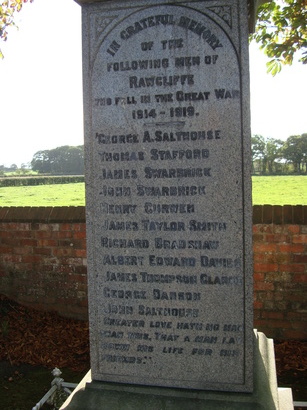 IN GRATEFUL MEMORY
OF THE
FOLLOWING MEN OF
RAWCLIFFE
WHO FELL IN THE GREAT WAR
1914-1919.
GEORGE A. SALTHOUSE
THOMAS STAFFORD
JAMES SWARBRICK
JOHN SWARBRICK
HENRY CURWEN
JAMES TAYLOR SMITH
RICHARD BRADSHAW
ALBERT EDWARD DAVIES
JAMES THOMPSON
GEORGE DAWSON
JOHN SALTHOUSE
GREATER LOVE HATH NO MAN
THAN THIS, THAT A MAN LAY
DOWN HIS LIFE FOR HIS
FRIENDS."